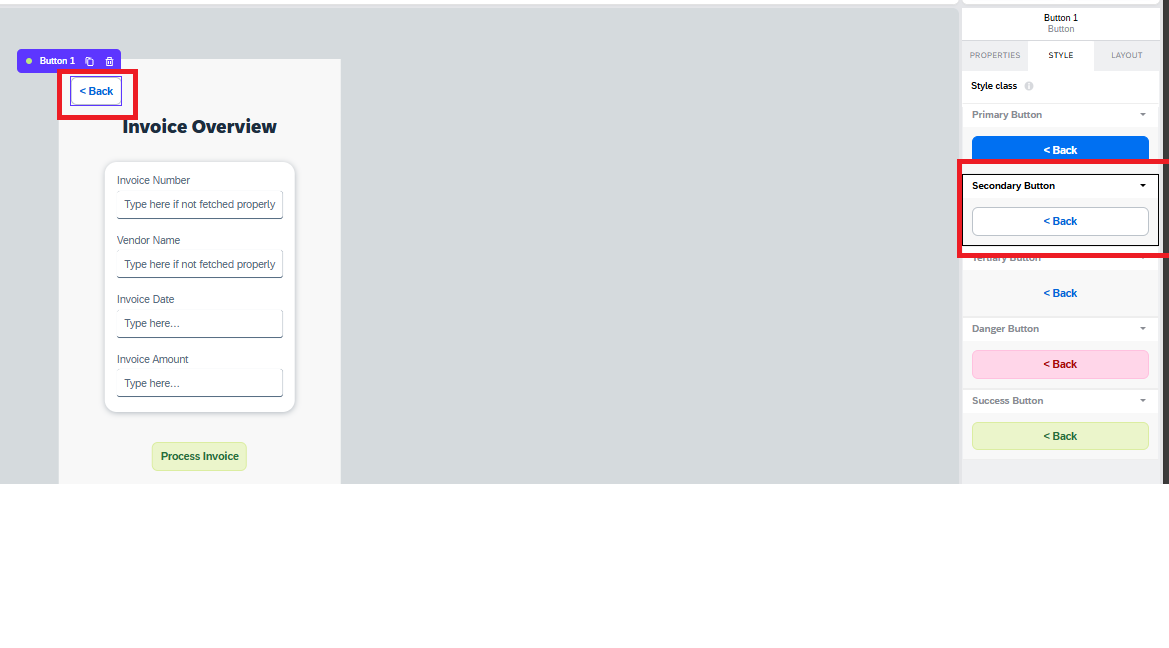 Button 1
< Back
Invoice Overview
Invoice Number
Type here if not fetched properly
Vendor Name
Type here if not fetched properly
Invoice Date
Type here...
Invoice Amount
Type here...
Process Invoice
Button 1
Button
PROPERTIES
STYLE
LAYOUT
Style class
Primary Button
< Back
Secondary Button
< Back
Tertiary Button
< Back
Danger Button
< Back
Success Button
< Back